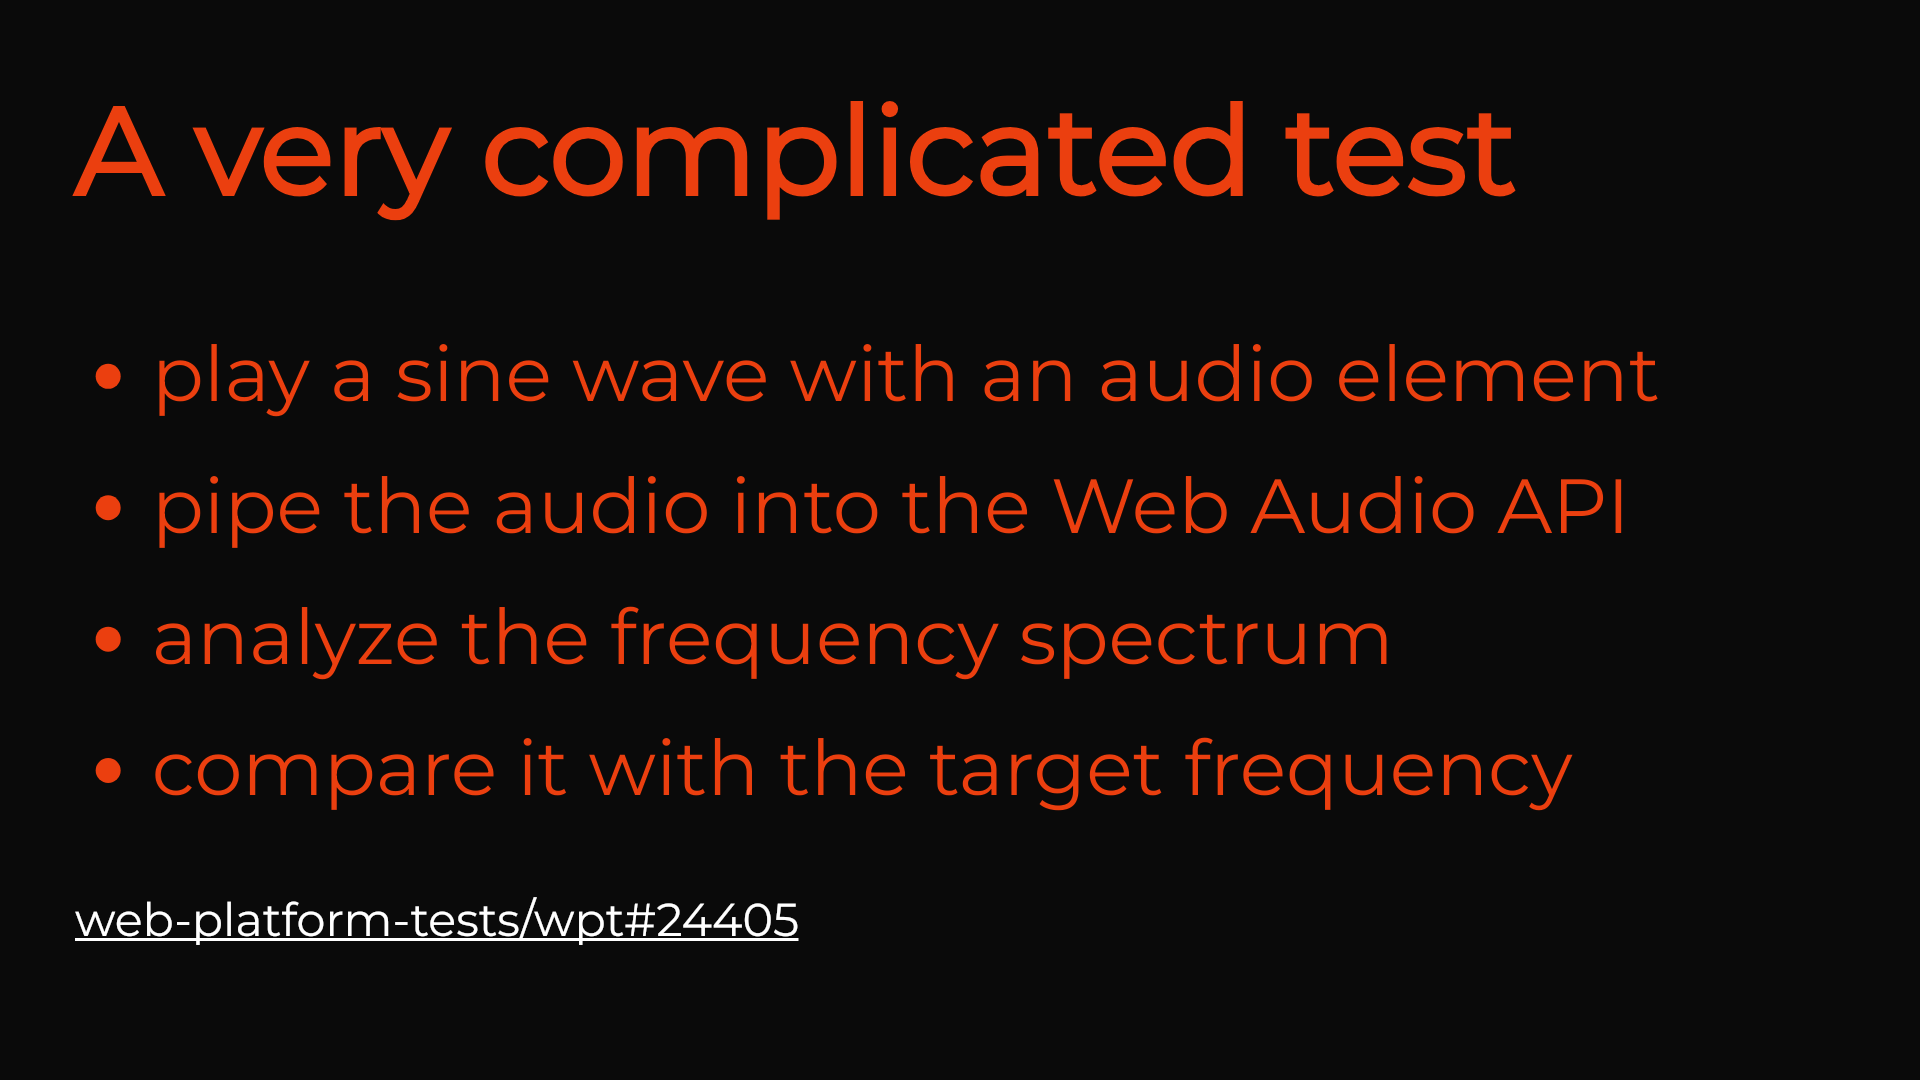 A very complicated test
• play a sine wave with an audio element
• pipe the audio into the Web Audio API
• analyze the frequency spectrum
• compare it with the target frequency
web-platform-tests/wpt#24405